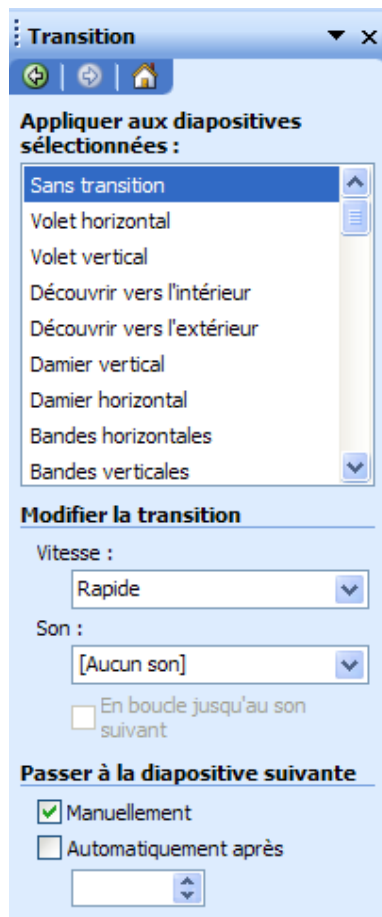 Transition
Appliquer aux diapositives
sélectionnées :
Sans transition
Volet horizontal
Volet vertical
Découvrir vers l'intérieur
Découvrir vers l'extérieur
Damier vertical
Damier horizontal
Bandes horizontales
Bandes verticales
Modifier la transition
Vitesse :
Rapide
Son :
[Aucun son]
En boucle jusqu'au son
suivant
Passer à la diapositive suivante
Manuellement
Automatiquement après